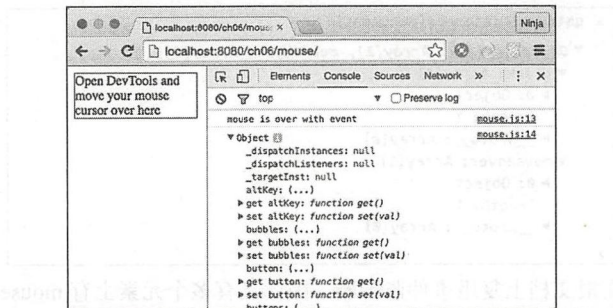 localhost:8080/ch06/mous
Ninja
localhost:8080/ch06/mouse/
Open DevTools and
move your mouse
cursor over here
Elements Console Sources Network »
top Preserve log
mouse is over with event mouse.js:13
▼Object mouse.js:14
_dispatchInstances: null
_dispatchListeners: null
_targetInst: null
altKey: (...)
▶get altKey: function get()
▶set altKey: function set(val)
bubbles: (...)
▶get bubbles: function get()
▶set bubbles: function set(val)
button: (...)
▶get button: function get()
▶set button: function set(val)
buttons: (...)